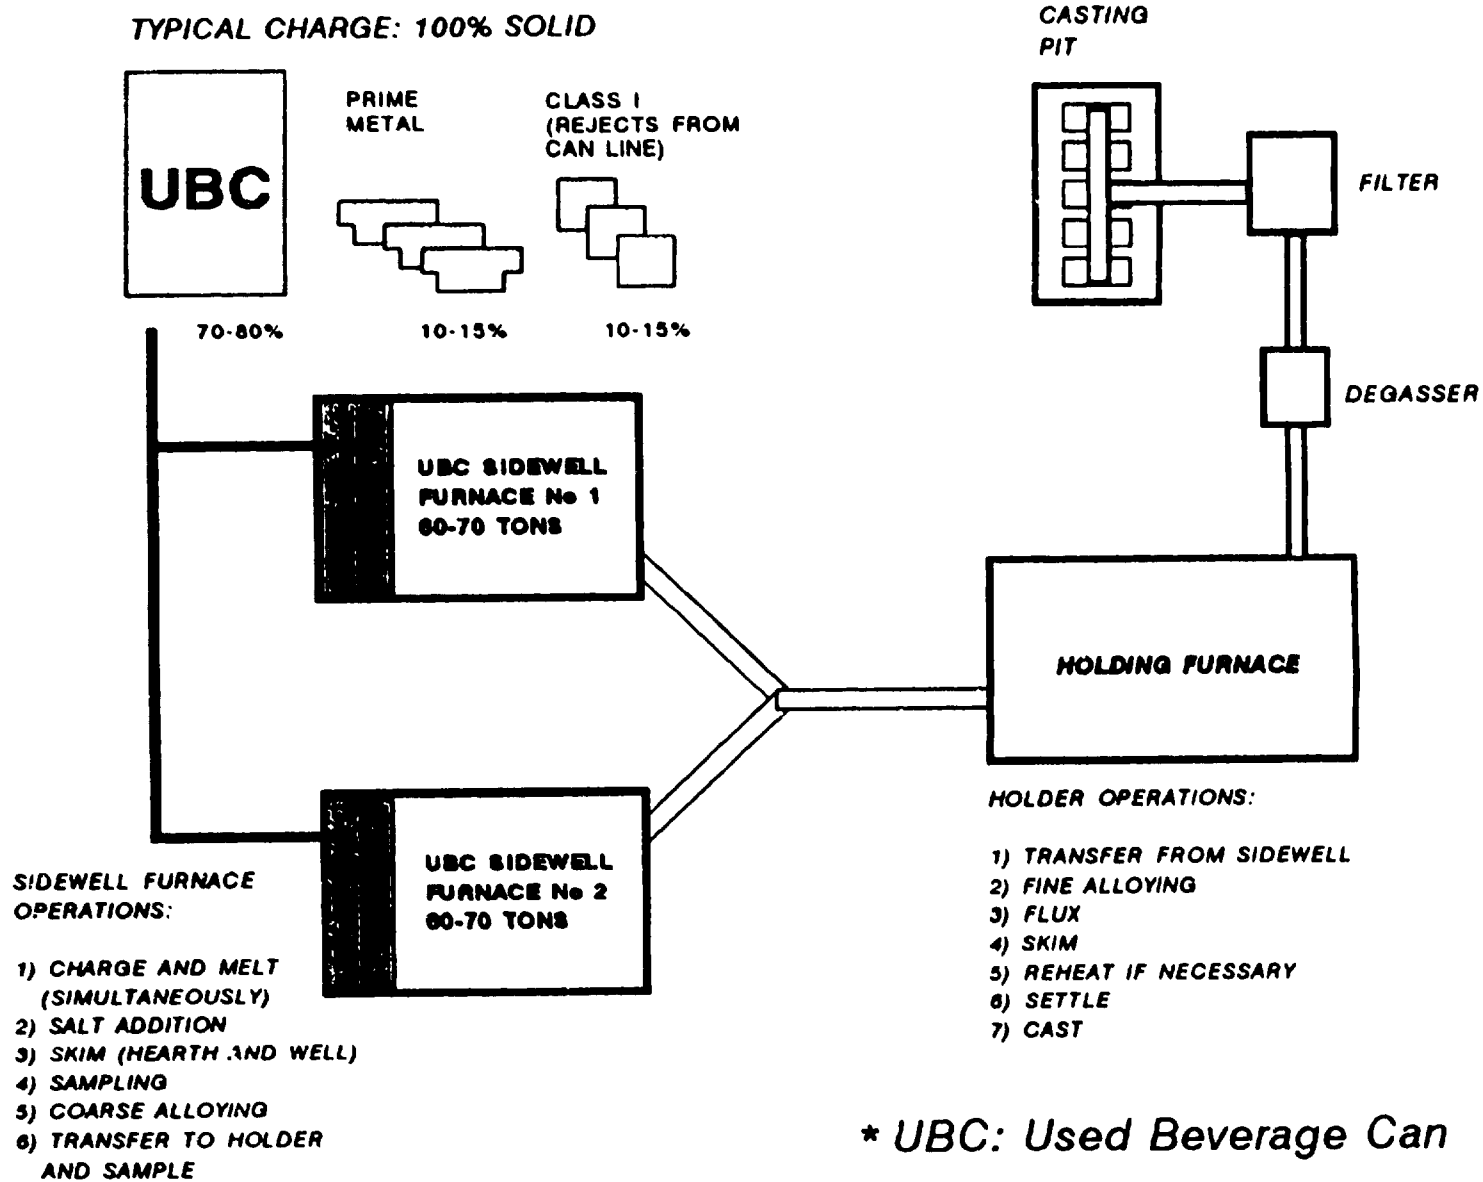 TYPICAL CHARGE: 100% SOLID
UBC
PRIME
METAL
CLASS I
(REJECTS FROM
CAN LINE)
70-80%
10-15%
10-15%
CASTING
PIT
FILTER
DEGASSER
UBC SIDEWELL
FURNACE No 1
60-70 TONS
UBC SIDEWELL
FURNACE No 2
60-70 TONS
HOLDING FURNACE
SIDEWELL FURNACE
OPERATIONS:
1) CHARGE AND MELT
(SIMULTANEOUSLY)
2) SALT ADDITION
3) SKIM (HEARTH AND WELL)
4) SAMPLING
5) COARSE ALLOYING
6) TRANSFER TO HOLDER
AND SAMPLE
HOLDER OPERATIONS:
1) TRANSFER FROM SIDEWELL
2) FINE ALLOYING
3) FLUX
4) SKIM
5) REHEAT IF NECESSARY
6) SETTLE
7) CAST
* UBC: Used Beverage Can